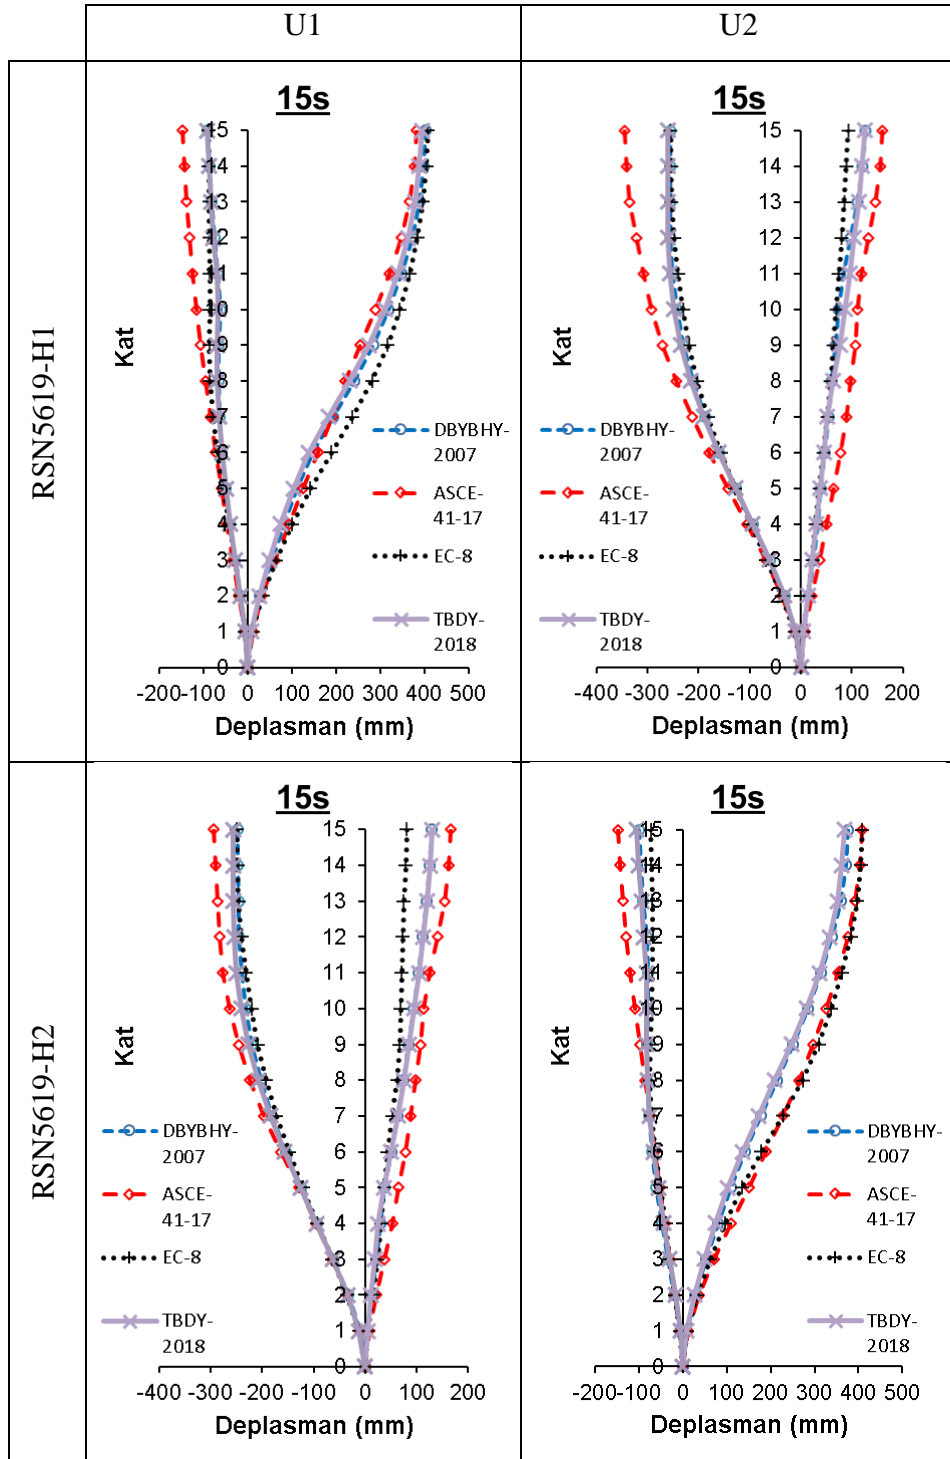 U1
U2
RSN5619-H1
15s
Kat
15
14
13
12
11
10
9
8
7
6
5
4
3
2
1
0
DBYBHY-
2007
ASCE-
41-17
EC-8
TBDY-
2018
-200 -100 0 100 200 300 400 500
Deplasman (mm)
15s
Kat
15
14
13
12
11
10
9
8
7
6
5
4
3
2
1
0
DBYBHY-
2007
ASCE-
41-17
EC-8
TBDY-
2018
-400 -300 -200 -100 0 100 200
Deplasman (mm)
RSN5619-H2
15s
Kat
15
14
13
12
11
10
9
8
7
6
5
4
3
2
1
0
DBYBHY-
2007
ASCE-
41-17
EC-8
TBDY-
2018
-400 -300 -200 -100 0 100 200
Deplasman (mm)
15s
Kat
15
14
13
12
11
10
9
8
7
6
5
4
3
2
1
0
DBYBHY-
2007
ASCE-
41-17
EC-8
TBDY-
2018
-200 -100 0 100 200 300 400 500
Deplasman (mm)